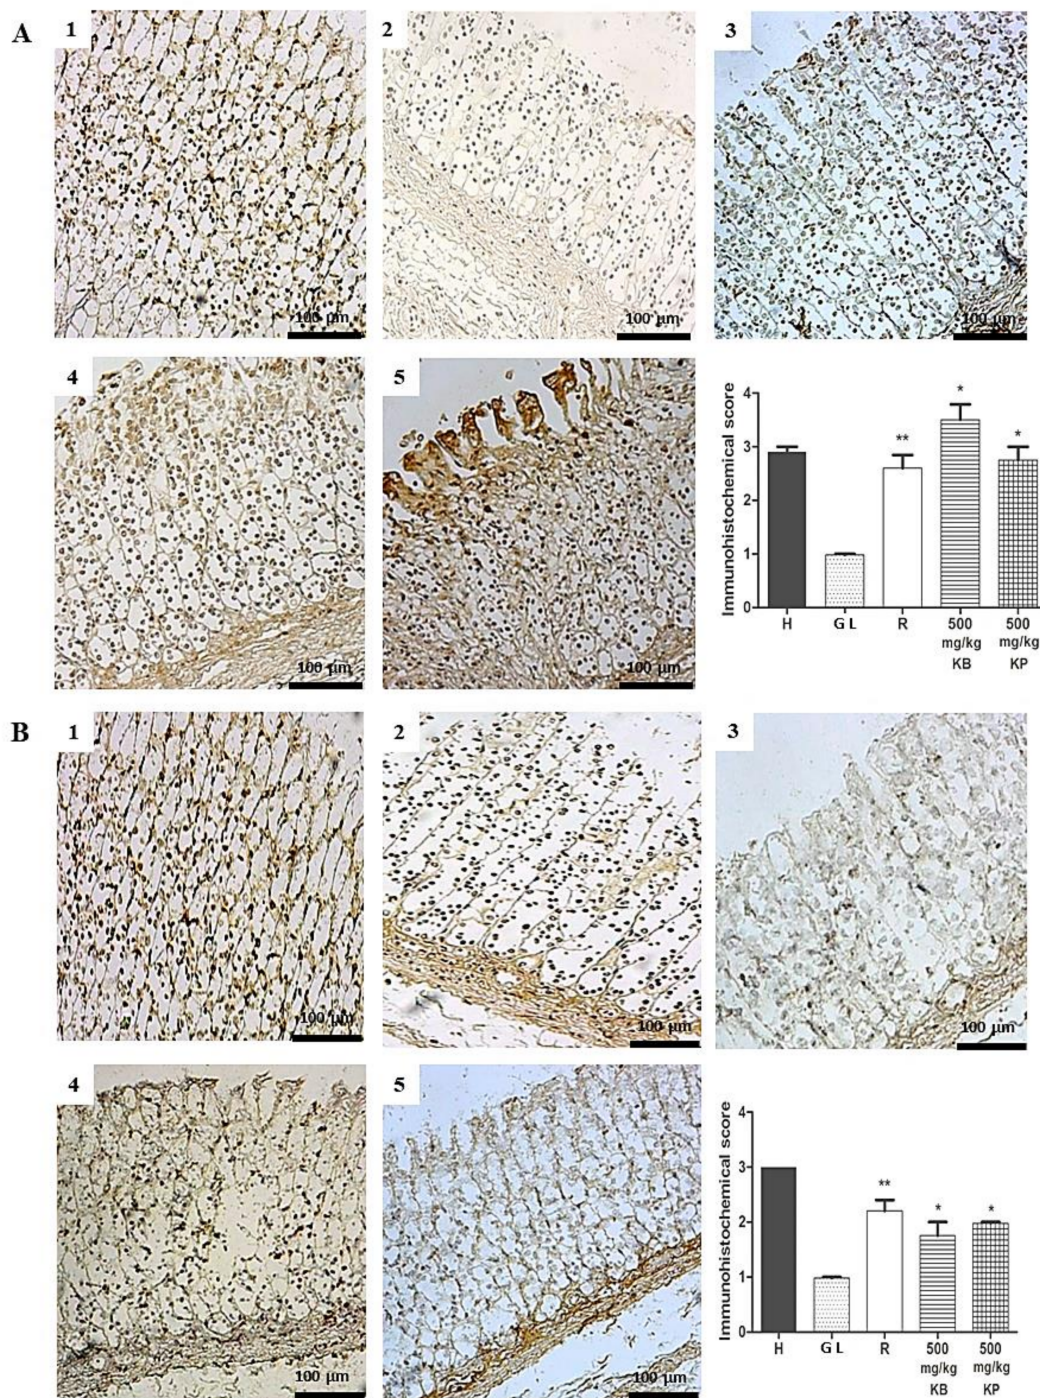 A
1
2
3
100 µm
100 µm
100 µm
4
5
100 µm
100 µm
Immunohistochemical score
4
3
2
1
0
*
**
*
H
G L
R
500 mg/kg KB
500 mg/kg KP
B
1
2
3
100 µm
100 µm
100 µm
4
5
100 µm
100 µm
Immunohistochemical score
4
3
2
1
0
**
*
*
H
G L
R
500 mg/kg KB
500 mg/kg KP